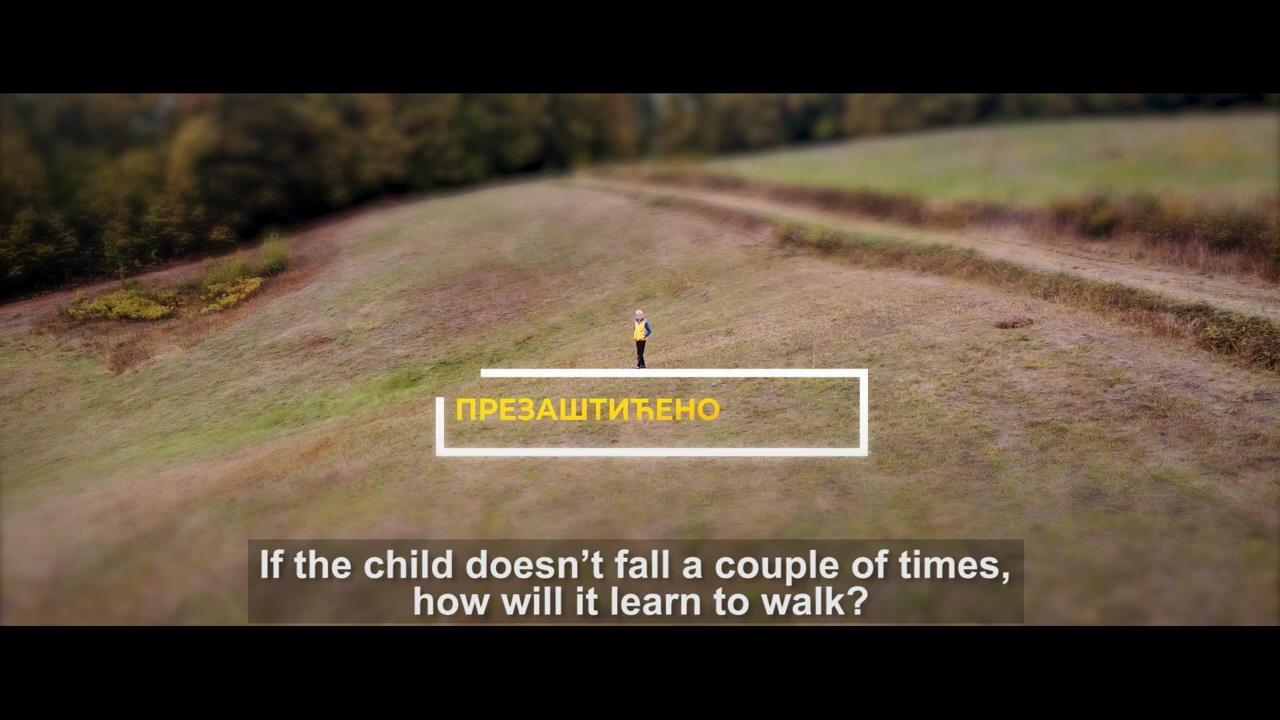 ПРЕЗАШТИЋЕНО
If the child doesn’t fall a couple of times,
how will it learn to walk?